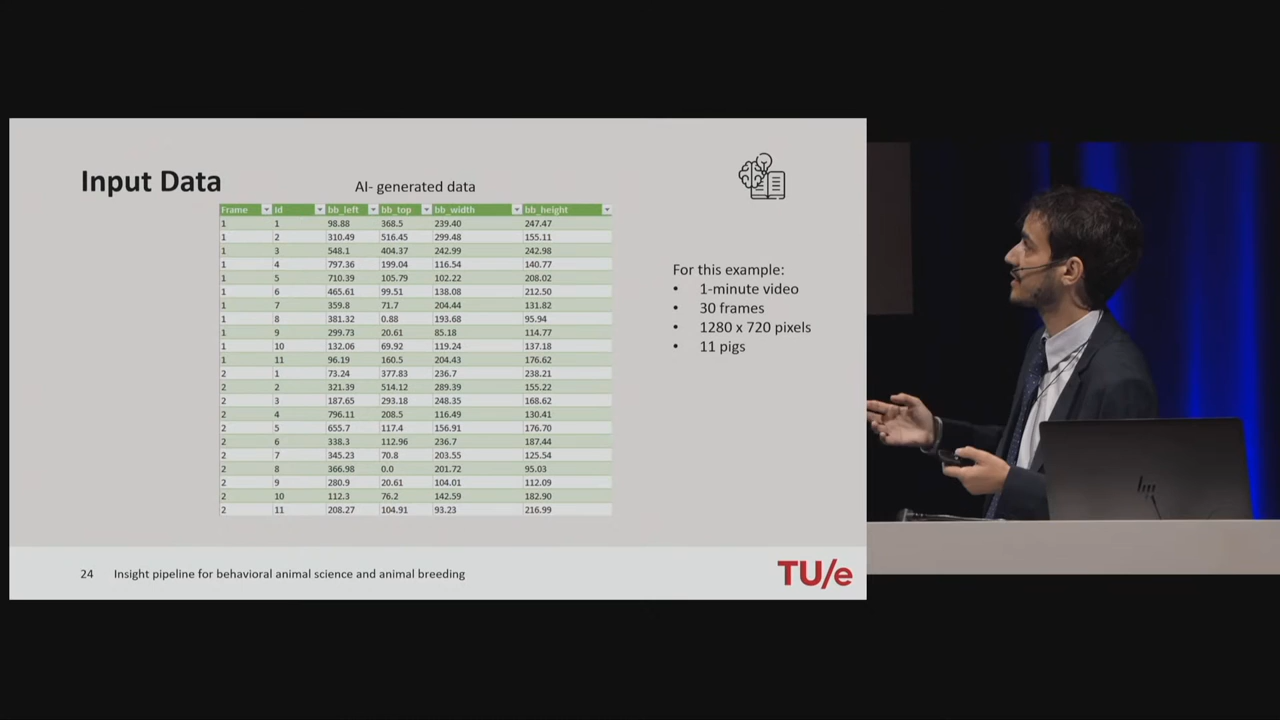 Input Data
AI- generated data
Frame Id bb_left bb_top bb_width bb_height
1 1 98.88 368.5 239.40 247.47
1 2 310.49 516.45 299.48 155.11
1 3 548.1 404.37 242.99 242.98
1 4 797.36 199.04 116.54 140.77
1 5 710.39 105.79 102.22 208.02
1 6 465.61 99.51 138.08 212.50
1 7 359.8 71.7 204.44 131.82
1 8 381.32 0.88 193.68 95.94
1 9 299.73 20.61 85.18 114.77
1 10 132.06 69.92 119.24 137.18
1 11 96.19 160.5 204.43 176.62
2 1 73.24 377.83 236.7 238.21
2 2 321.39 514.12 289.39 155.22
2 3 187.65 293.18 248.35 168.62
2 4 796.11 208.5 116.49 130.41
2 5 655.7 117.4 156.91 176.70
2 6 338.3 112.96 236.7 187.44
2 7 345.23 70.8 203.55 125.54
2 8 366.98 0.0 201.72 95.03
2 9 280.9 20.61 104.01 112.09
2 10 112.3 76.2 142.59 182.90
2 11 208.27 104.91 93.23 216.99
For this example:
• 1-minute video
• 30 frames
• 1280 x 720 pixels
• 11 pigs
24 Insight pipeline for behavioral animal science and animal breeding
TU/e
hp